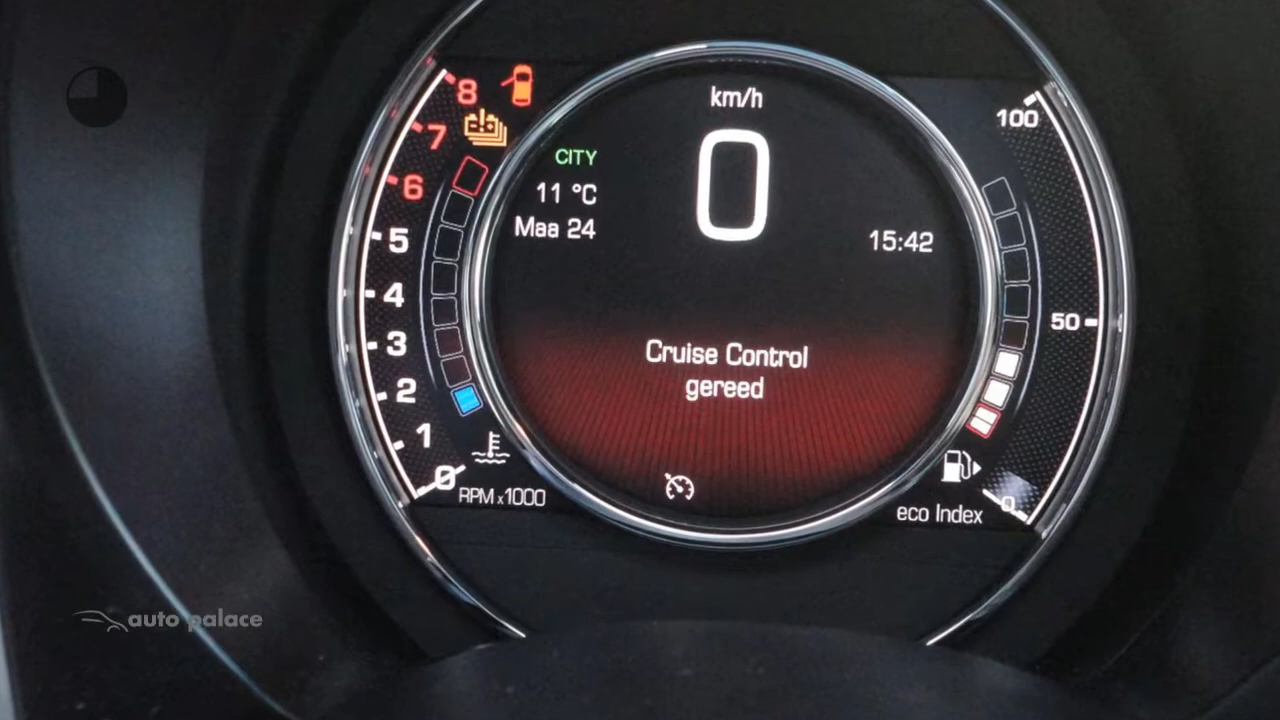 km/h
0
CITY
11 °C
Maa 24
15:42
Cruise Control
gereed
8
7
6
5
4
3
2
1
0
RPM x1000
100
50
0
eco Index
auto palace